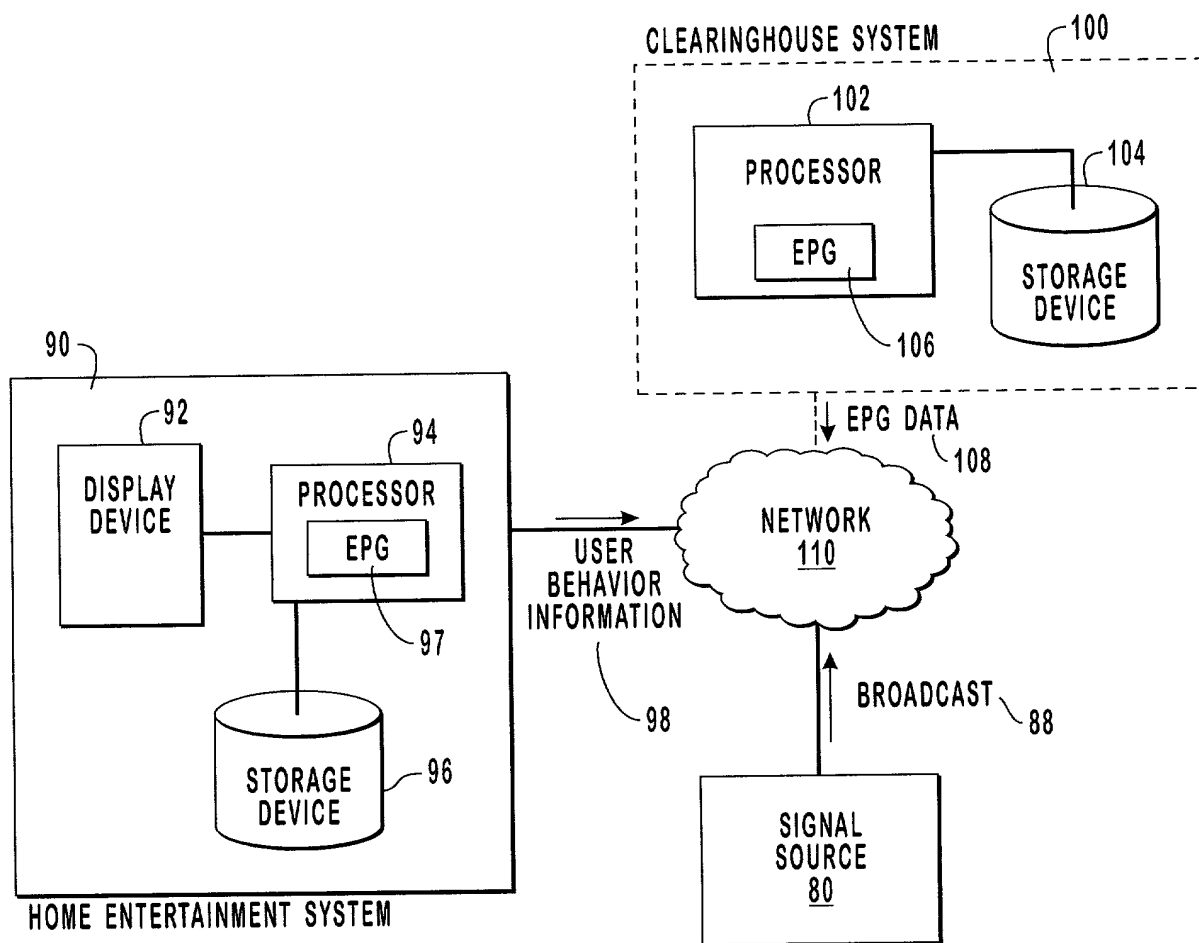 CLEARINGHOUSE SYSTEM
100
102
PROCESSOR
EPG
106
104
STORAGE
DEVICE
EPG DATA
108
90
92
DISPLAY
DEVICE
94
PROCESSOR
EPG
97
STORAGE
DEVICE
96
HOME ENTERTAINMENT SYSTEM
USER
BEHAVIOR
INFORMATION
98
NETWORK
110
BROADCAST
88
SIGNAL
SOURCE
80